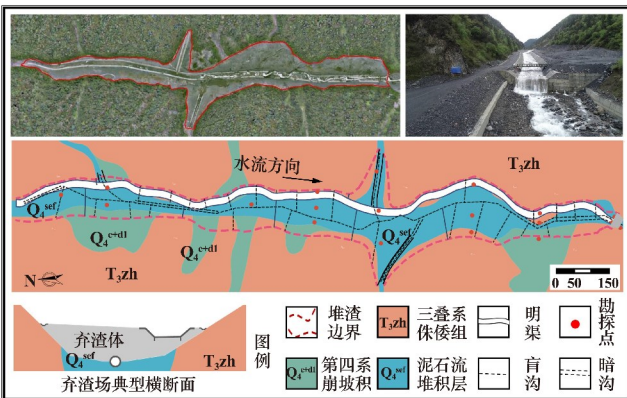 水流方向
T₃zh
Q₄ˢᵉᶠ
Q₄ᶜ⁺ᵈˡ
Q₄ᶜ⁺ᵈˡ
Q₄ˢᵉᶠ
T₃zh
N
0 50 150
弃渣体
Q₄ˢᵉᶠ
T₃zh
弃渣场典型横断面
图例
堆渣边界
T₃zh
三叠系侏倭组
明渠
勘探点
Q₄ᶜ⁺ᵈˡ
第四系崩坡积
Q₄ˢᵉᶠ
泥石流堆积层
盲沟
暗沟